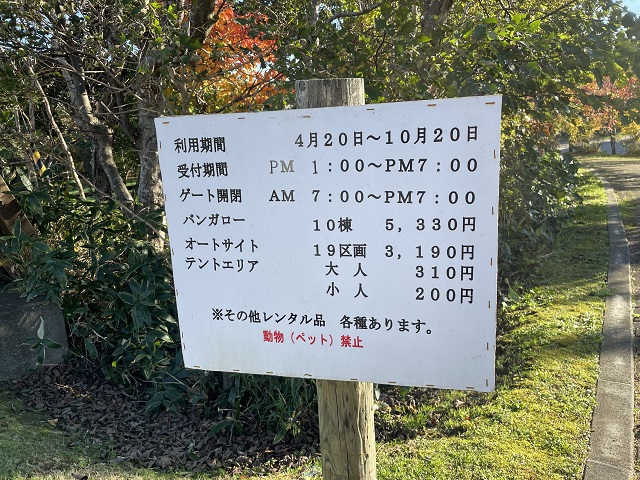 利用期間 4月20日～10月20日
受付期間 PM 1：00～PM7：00
ゲート開閉 AM 7：00～PM7：00
バンガロー 10棟 5，330円
オートサイト 19区画 3，190円
テントエリア 大人 310円
小人 200円
※その他レンタル品 各種あります。
動物（ペット）禁止